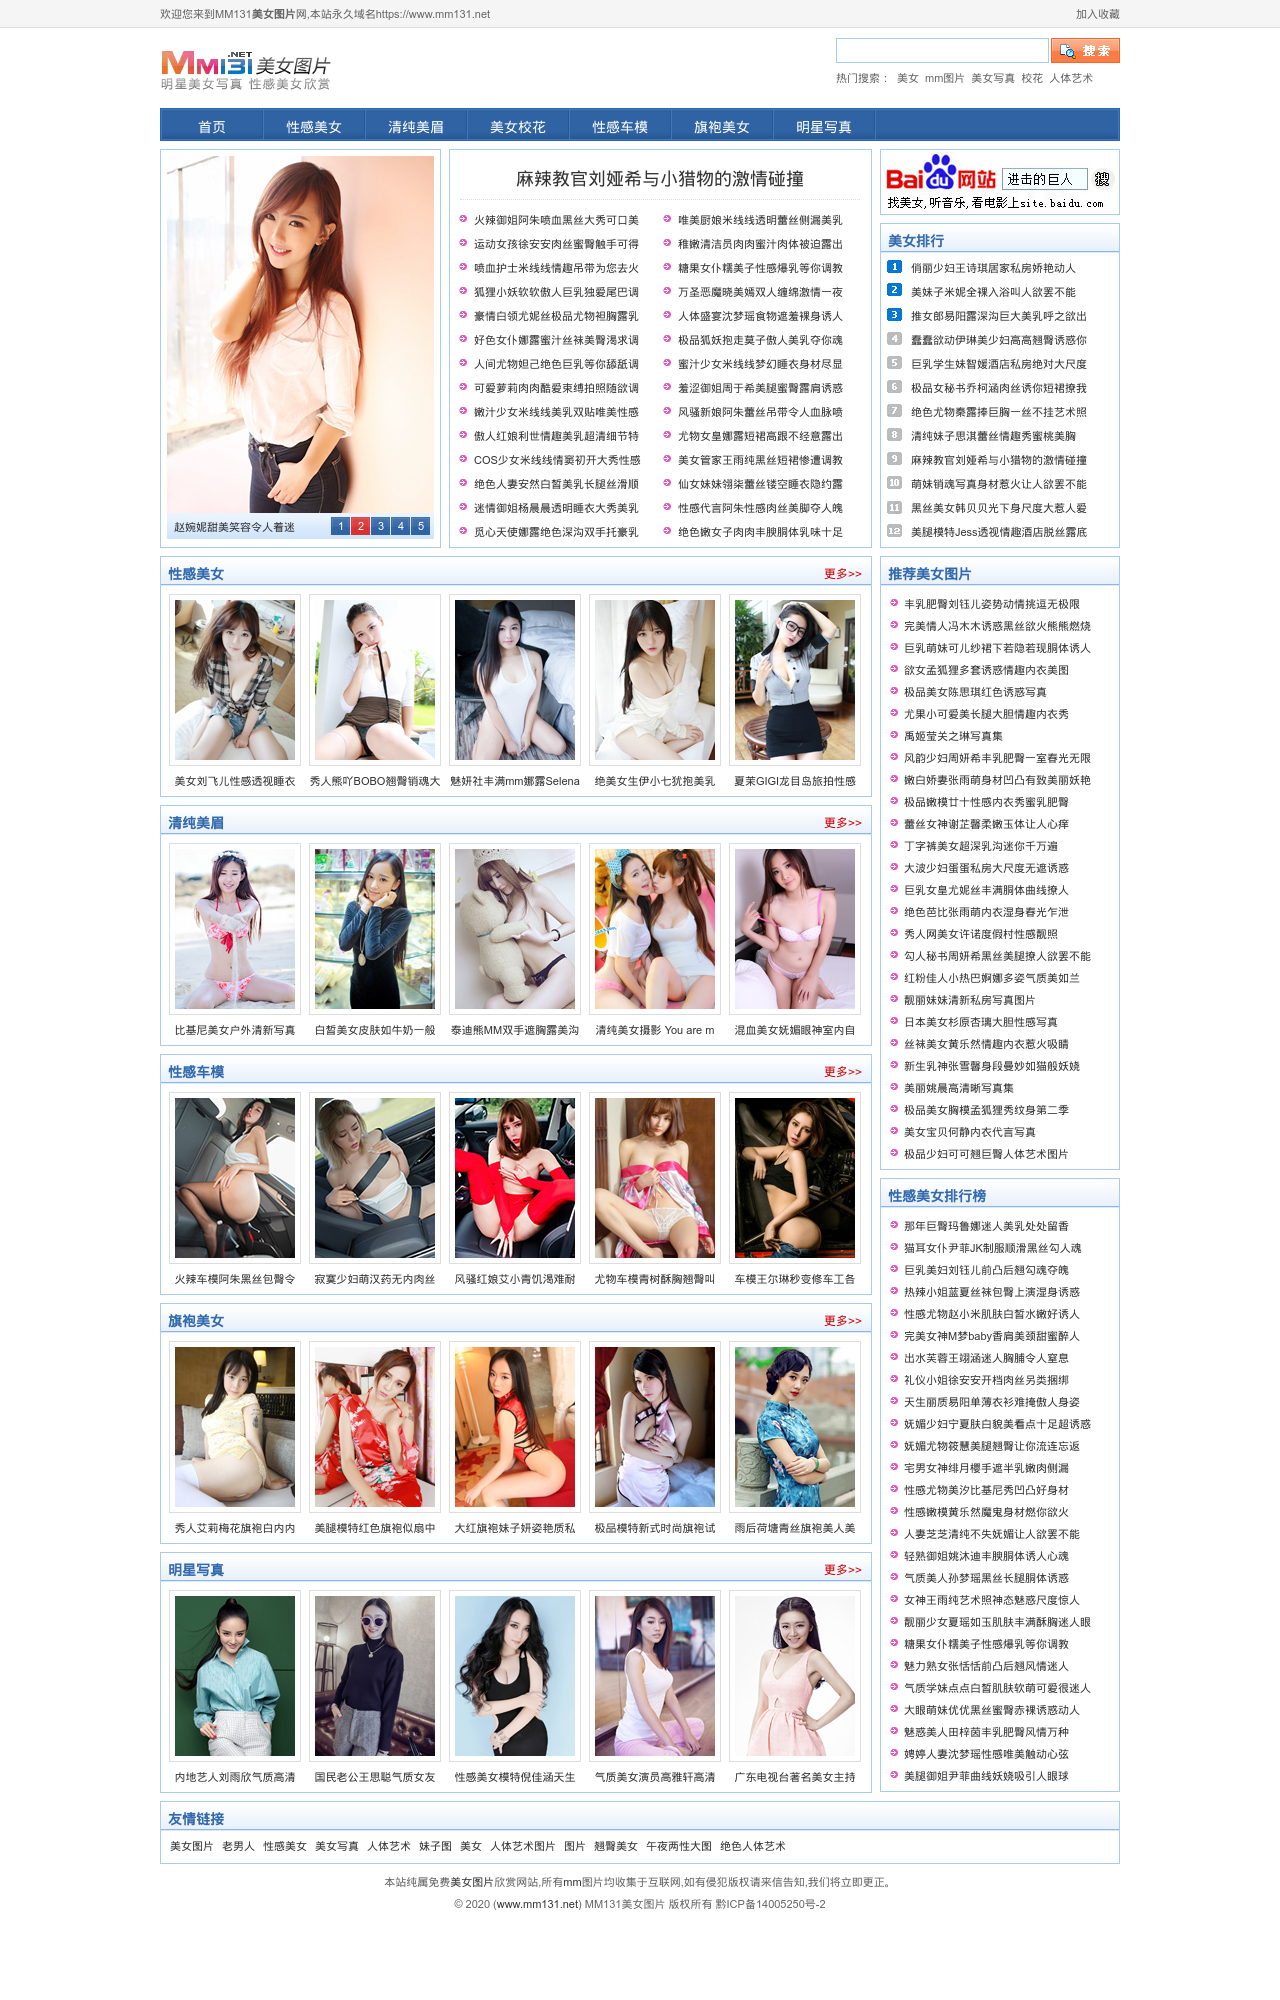 欢迎您来到MM131美女图片网,本站永久域名https://www.mm131.net
加入收藏
MM131.NET美女图片
明星美女写真 性感美女欣赏
搜索
热门搜索： 美女 mm图片 美女写真 校花 人体艺术
首页 性感美女 清纯美眉 美女校花 性感车模 旗袍美女 明星写真
赵婉妮甜美笑容令人着迷
1 2 3 4 5
麻辣教官刘娅希与小猎物的激情碰撞
火辣御姐阿朱喷血黑丝大秀可口美
唯美厨娘米线线透明蕾丝侧漏美乳
运动女孩徐安安肉丝蜜臀触手可得
稚嫩清洁员肉肉蜜汁肉体被迫露出
喷血护士米线线情趣吊带为您去火
糖果女仆糯美子性感爆乳等你调教
狐狸小妖软软傲人巨乳独爱尾巴调
万圣恶魔晓美嫣双人缠绵激情一夜
豪情白领尤妮丝极品尤物袒胸露乳
人体盛宴沈梦瑶食物遮羞裸身诱人
好色女仆娜露蜜汁丝袜美臀渴求调
极品狐妖抱走莫子傲人美乳夺你魂
人间尤物妲己绝色巨乳等你舔舐调
蜜汁少女米线线梦幻睡衣身材尽显
可爱萝莉肉肉酷爱束缚拍照随欲调
羞涩御姐周于希美腿蜜臀露肩诱惑
嫩汁少女米线线美乳双贴唯美性感
风骚新娘阿朱蕾丝吊带令人血脉喷
傲人红娘利世情趣美乳超清细节特
尤物女皇娜露短裙高跟不经意露出
COS少女米线线情窦初开大秀性感
美女管家王雨纯黑丝短裙惨遭调教
绝色人妻安然白皙美乳长腿丝滑顺
仙女妹妹翎柒蕾丝镂空睡衣隐约露
迷情御姐杨晨晨透明睡衣大秀美乳
性感代言阿朱性感肉丝美脚夺人魄
觅心天使娜露绝色深沟双手托豪乳
绝色嫩女子肉肉丰腴胴体乳味十足
Bai du 网站 进击的巨人 搜
找美女,听音乐,看电影上site.baidu.com
美女排行
1 俏丽少妇王诗琪居家私房娇艳动人
2 美妹子米妮全裸入浴叫人欲罢不能
3 推女郎易阳露深沟巨大美乳呼之欲出
4 蠢蠢欲动伊琳美少妇高高翘臀诱惑你
5 巨乳学生妹智媛酒店私房绝对大尺度
6 极品女秘书乔柯涵肉丝诱你短裙撩我
7 绝色尤物秦露捧巨胸一丝不挂艺术照
8 清纯妹子思淇蕾丝情趣秀蜜桃美胸
9 麻辣教官刘娅希与小猎物的激情碰撞
10 萌妹销魂写真身材惹火让人欲罢不能
11 黑丝美女韩贝贝光下身尺度大惹人爱
12 美腿模特Jess透视情趣酒店脱丝露底
性感美女 更多>>
美女刘飞儿性感透视睡衣
秀人熊吖BOBO翘臀销魂大
魅妍社丰满mm娜露Selena
绝美女生伊小七犹抱美乳
夏茉GIGI龙目岛旅拍性感
清纯美眉 更多>>
比基尼美女户外清新写真
白皙美女皮肤如牛奶一般
泰迪熊MM双手遮胸露美沟
清纯美女摄影 You are m
混血美女妩媚眼神室内自
性感车模 更多>>
火辣车模阿朱黑丝包臀令
寂寞少妇萌汉药无内肉丝
风骚红娘艾小青饥渴难耐
尤物车模青树酥胸翘臀叫
车模王尔琳秒变修车工各
旗袍美女 更多>>
秀人艾莉梅花旗袍白内内
美腿模特红色旗袍似扇中
大红旗袍妹子妍姿艳质私
极品模特新式时尚旗袍试
雨后荷塘青丝旗袍美人美
明星写真 更多>>
内地艺人刘雨欣气质高清
国民老公王思聪气质女友
性感美女模特倪佳涵天生
气质美女演员高雅轩高清
广东电视台著名美女主持
推荐美女图片
丰乳肥臀刘钰儿姿势动情挑逗无极限
完美情人冯木木诱惑黑丝欲火熊熊燃烧
巨乳萌妹可儿纱裙下若隐若现胴体诱人
欲女孟狐狸多套诱惑情趣内衣美图
极品美女陈思琪红色诱惑写真
尤果小可爱美长腿大胆情趣内衣秀
禹姬莹关之琳写真集
风韵少妇周妍希丰乳肥臀一室春光无限
嫩白娇妻张雨萌身材凹凸有致美丽妖艳
极品嫩模廿十性感内衣秀蜜乳肥臀
蕾丝女神谢芷馨柔嫩玉体让人心痒
丁字裤美女超深乳沟迷你千万遍
大波少妇蛋蛋私房大尺度无遮诱惑
巨乳女皇尤妮丝丰满胴体曲线撩人
绝色芭比张雨萌内衣湿身春光乍泄
秀人网美女许诺度假村性感靓照
勾人秘书周妍希黑丝美腿撩人欲罢不能
红粉佳人小热巴婀娜多姿气质美如兰
靓丽妹妹清新私房写真图片
日本美女杉原杏璃大胆性感写真
丝袜美女黄乐然情趣内衣惹火吸睛
新生乳神张雪馨身段曼妙如猫般妖娆
美丽姚晨高清晰写真集
极品美女胸模孟狐狸秀纹身第二季
美女宝贝何静内衣代言写真
极品少妇可可翘巨臀人体艺术图片
性感美女排行榜
那年巨臀玛鲁娜迷人美乳处处留香
猫耳女仆尹菲JK制服顺滑黑丝勾人魂
巨乳美妇刘钰儿前凸后翘勾魂夺魄
热辣小姐蓝夏丝袜包臀上演湿身诱惑
性感尤物赵小米肌肤白皙水嫩好诱人
完美女神M梦baby香肩美颈甜蜜醉人
出水芙蓉王翊涵迷人胸脯令人窒息
礼仪小姐徐安安开档肉丝另类捆绑
天生丽质易阳单薄衣衫难掩傲人身姿
妩媚少妇宁夏肤白貌美看点十足超诱惑
妩媚尤物筱慧美腿翘臀让你流连忘返
宅男女神绯月樱手遮半乳嫩肉侧漏
性感尤物美汐比基尼秀凹凸好身材
性感嫩模黄乐然魔鬼身材燃你欲火
人妻芝芝清纯不失妩媚让人欲罢不能
轻熟御姐姚沐迪丰腴胴体诱人心魂
气质美人孙梦瑶黑丝长腿胴体诱惑
女神王雨纯艺术照神态魅惑尺度惊人
靓丽少女夏瑶如玉肌肤丰满酥胸迷人眼
糖果女仆糯美子性感爆乳等你调教
魅力熟女张恬恬前凸后翘风情迷人
气质学妹点点白皙肌肤软萌可爱很迷人
大眼萌妹优优黑丝蜜臀赤裸诱惑动人
魅惑美人田梓茵丰乳肥臀风情万种
娉婷人妻沈梦瑶性感唯美触动心弦
美腿御姐尹菲曲线妖娆吸引人眼球
友情链接
美女图片 老男人 性感美女 美女写真 人体艺术 妹子图 美女 人体艺术图片 图片 翘臀美女 午夜两性大图 绝色人体艺术
本站纯属免费美女图片欣赏网站,所有mm图片均收集于互联网,如有侵犯版权请来信告知,我们将立即更正。
© 2020 (www.mm131.net) MM131美女图片 版权所有 黔ICP备14005250号-2